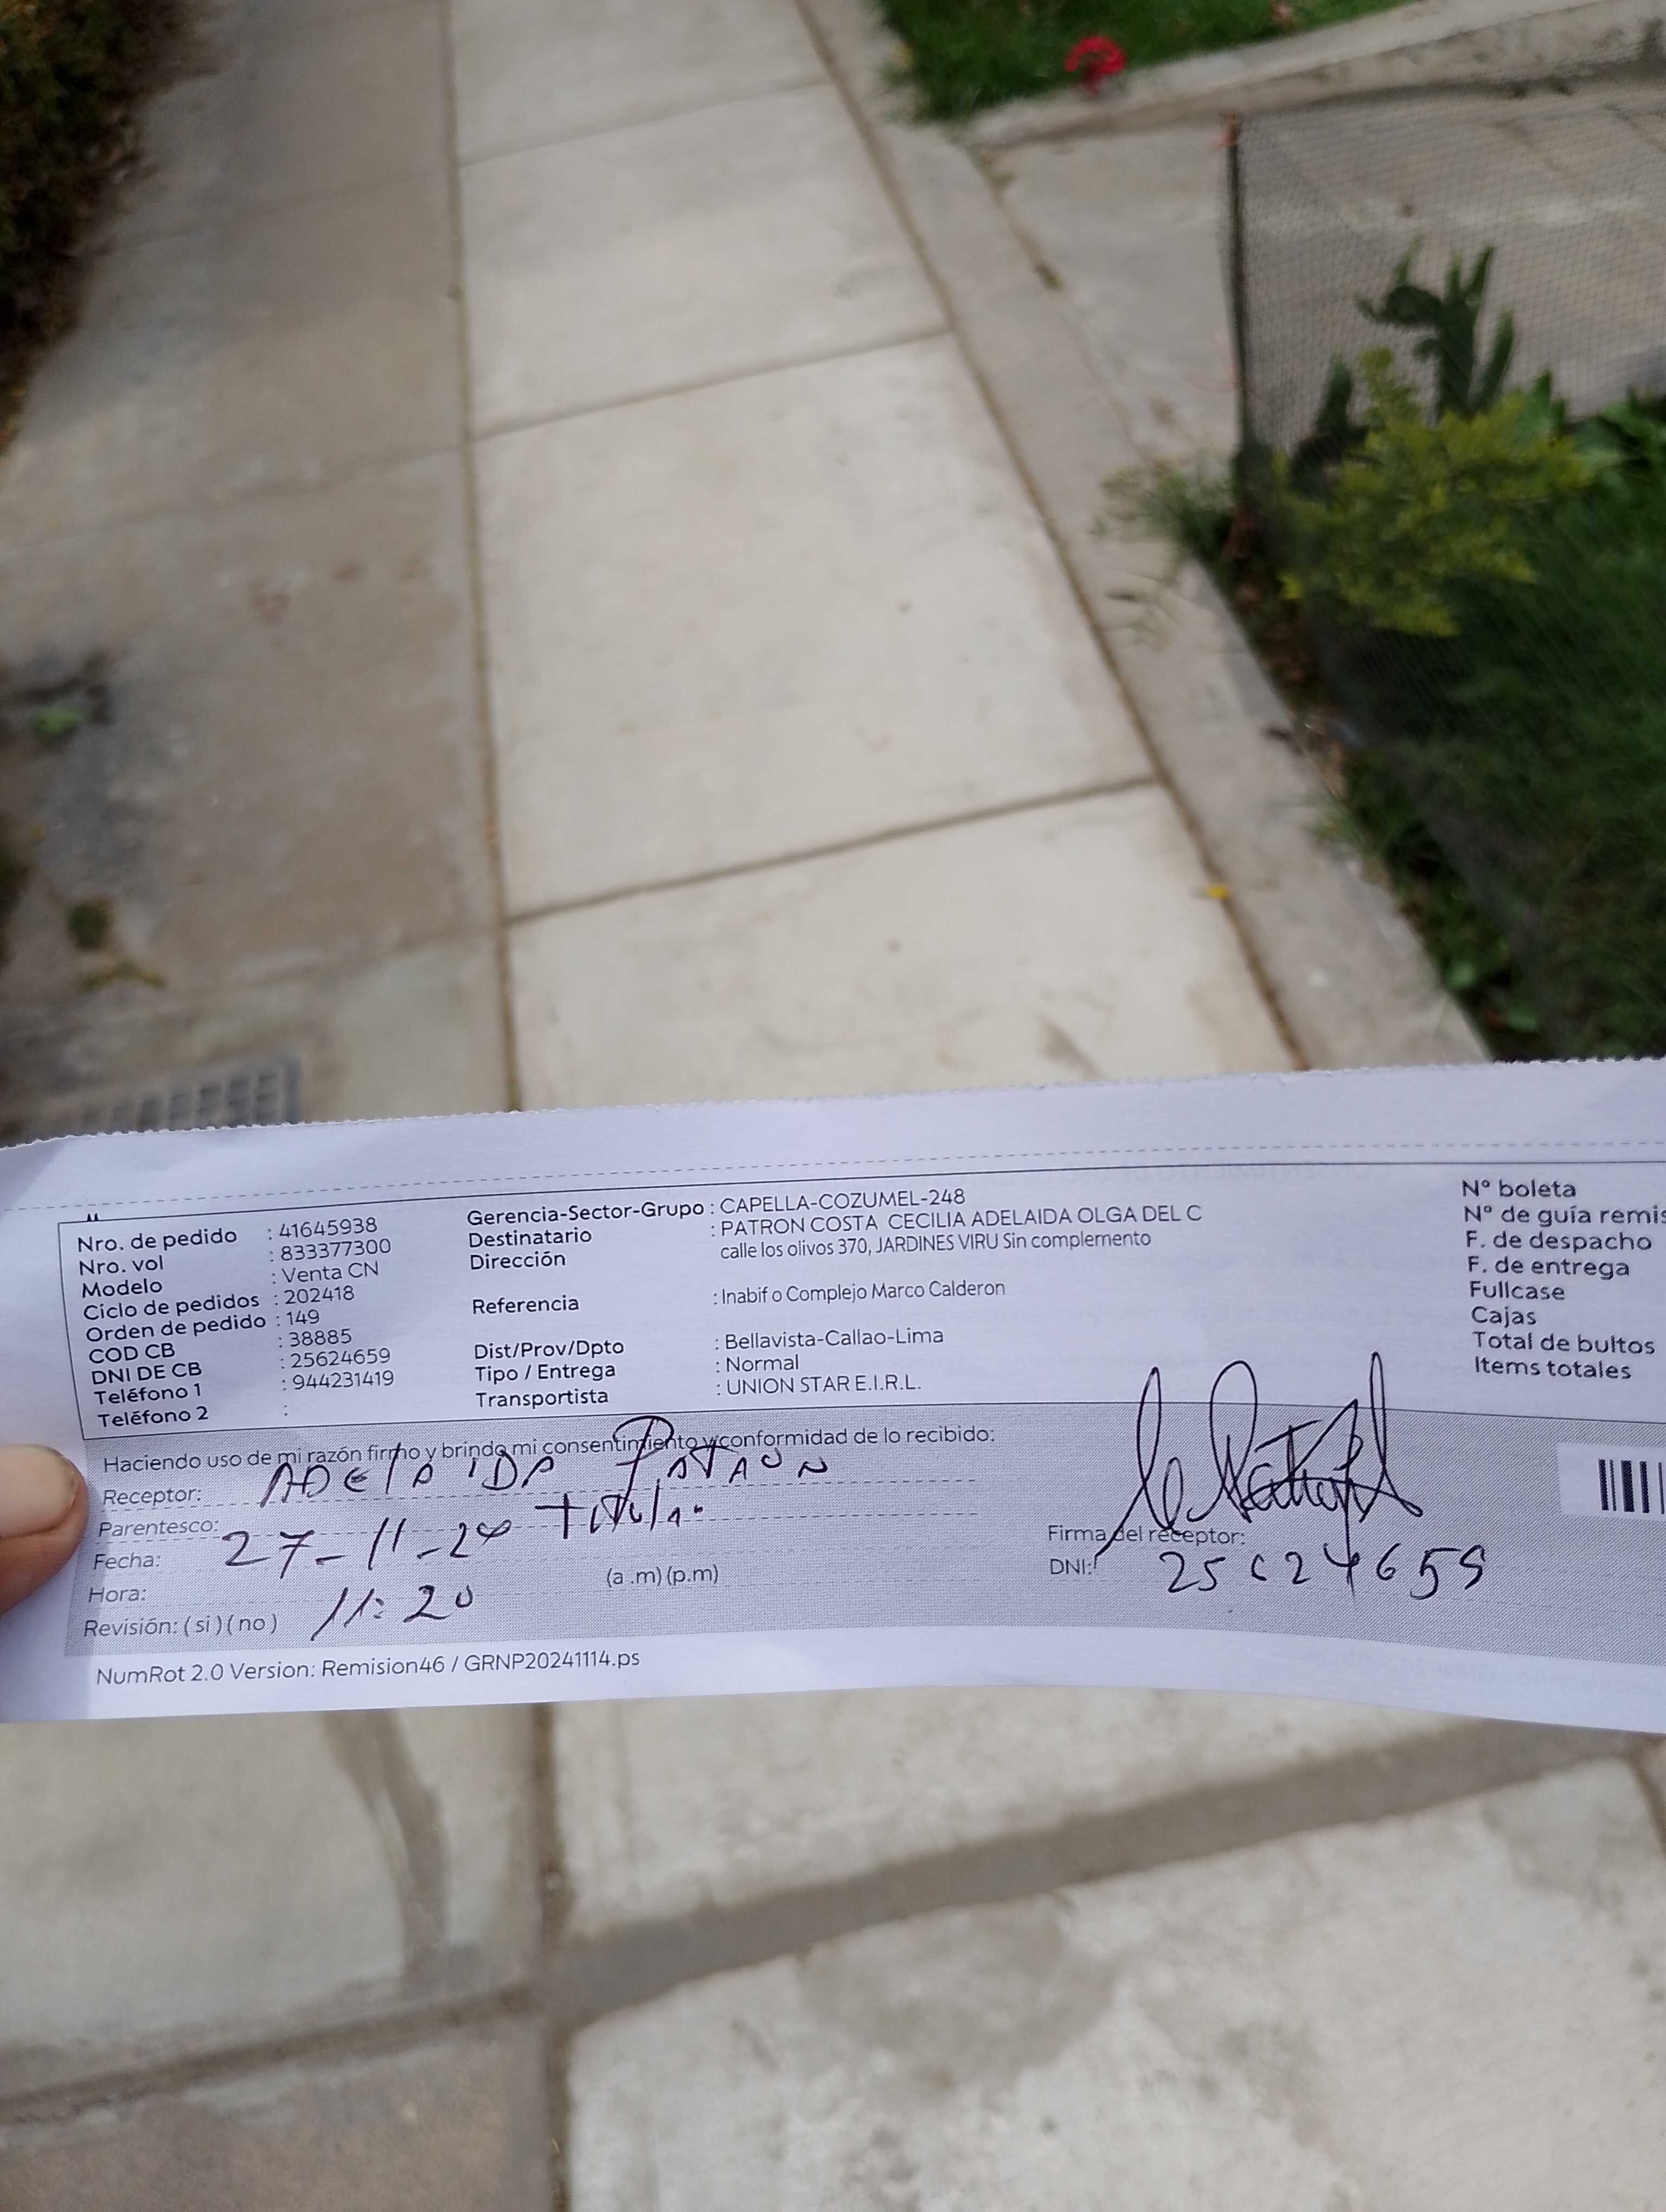 Nro. de pedido : 41645938
Nro. vol : 833377300
Modelo : Venta CN
Ciclo de pedidos : 202418
Orden de pedido : 149
COD CB : 38885
DNI DE CB : 25624659
Teléfono 1 : 944231419
Teléfono 2 :
Gerencia-Sector-Grupo : CAPELLA-COZUMEL-248
Destinatario : PATRON COSTA CECILIA ADELAIDA OLGA DEL C
Dirección calle los olivos 370, JARDINES VIRU Sin complemento
Referencia : Inabif o Complejo Marco Calderon
Dist/Prov/Dpto : Bellavista-Callao-Lima
Tipo / Entrega : Normal
Transportista : UNION STAR E.I.R.L.
Nº boleta
Nº de guía remis
F. de despacho
F. de entrega
Fullcase
Cajas
Total de bultos
Items totales
Haciendo uso de mi razón firmo y brindo mi consentimiento y conformidad de lo recibido:
Receptor: ADELAIDA PATRON
Parentesco: Titular
Fecha: 27-11-24
Hora: 11:20 (a .m) (p.m)
Revisión: ( si ) ( no )
Firma del receptor:
DNI: 25624659
NumRot 2.0 Version: Remision46 / GRNP20241114.ps